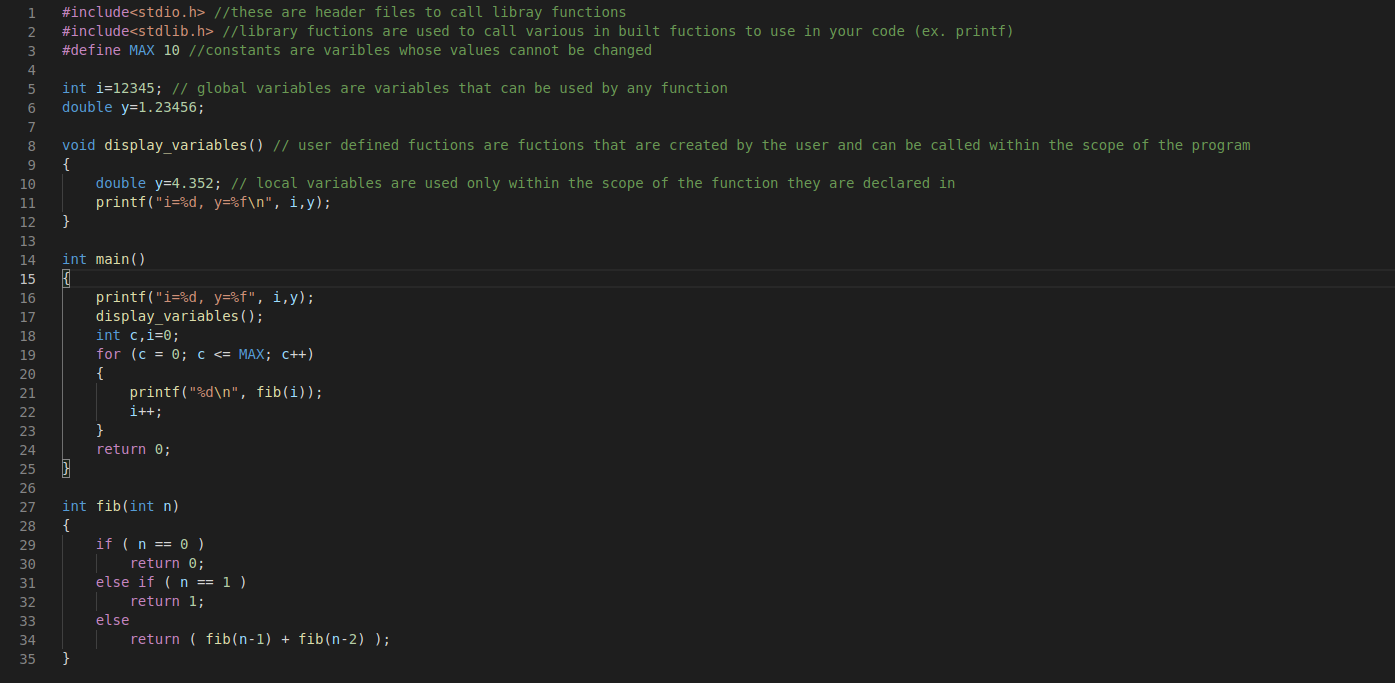 1 #include<stdio.h> //these are header files to call libray functions
2 #include<stdlib.h> //library fuctions are used to call various in built fuctions to use in your code (ex. printf)
3 #define MAX 10 //constants are varibles whose values cannot be changed
4
5 int i=12345; // global variables are variables that can be used by any function
6 double y=1.23456;
7
8 void display_variables() // user defined fuctions are fuctions that are created by the user and can be called within the scope of the program
9 {
10     double y=4.352; // local variables are used only within the scope of the function they are declared in
11     printf("i=%d, y=%f\n", i,y);
12 }
13
14 int main()
15 {
16     printf("i=%d, y=%f", i,y);
17     display_variables();
18     int c,i=0;
19     for (c = 0; c <= MAX; c++)
20     {
21         printf("%d\n", fib(i));
22         i++;
23     }
24     return 0;
25 }
26
27 int fib(int n)
28 {
29     if ( n == 0 )
30         return 0;
31     else if ( n == 1 )
32         return 1;
33     else
34         return ( fib(n-1) + fib(n-2) );
35 }